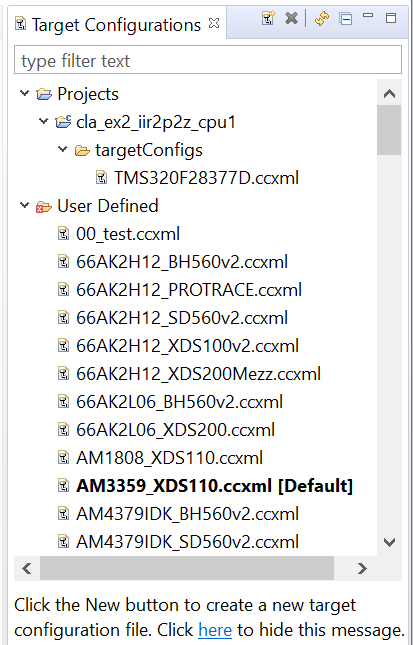 Target Configurations
type filter text
Projects
cla_ex2_iir2p2z_cpu1
targetConfigs
TMS320F28377D.ccxml
User Defined
00_test.ccxml
66AK2H12_BH560v2.ccxml
66AK2H12_PROTRACE.ccxml
66AK2H12_SD560v2.ccxml
66AK2H12_XDS100v2.ccxml
66AK2H12_XDS200Mezz.ccxml
66AK2L06_BH560v2.ccxml
66AK2L06_XDS200.ccxml
AM1808_XDS110.ccxml
AM3359_XDS110.ccxml [Default]
AM4379IDK_BH560v2.ccxml
AM4379IDK_SD560v2.ccxml
Click the New button to create a new target
configuration file. Click here to hide this message.